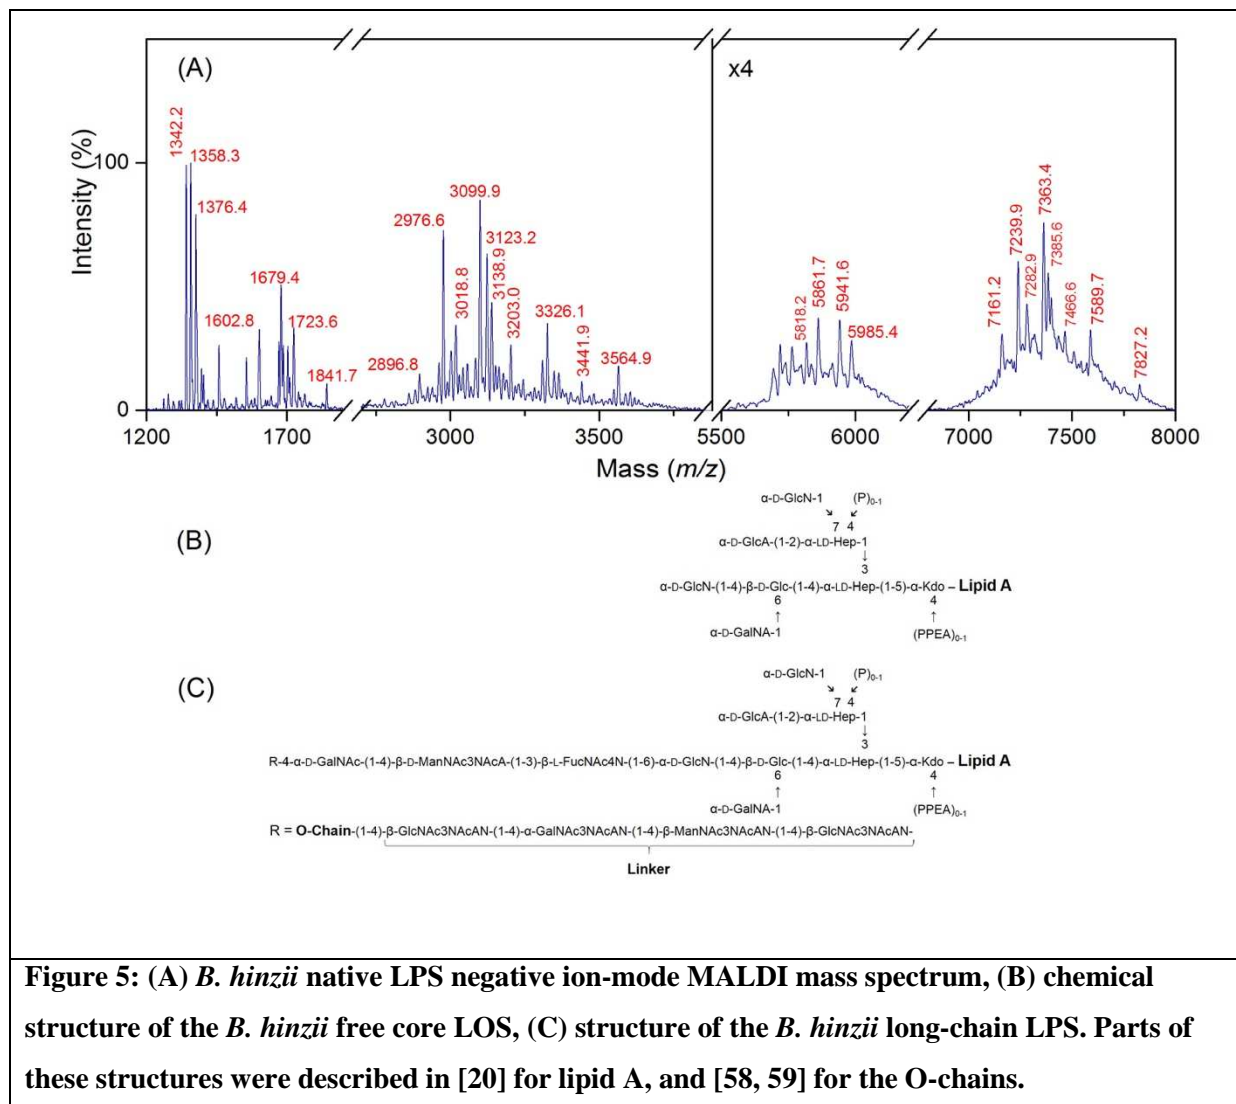 (A)
x4
Intensity (%)
100
0
1342.2
1358.3
1376.4
1602.8
1679.4
1723.6
1841.7
2896.8
2976.6
3018.8
3099.9
3123.2
3138.9
3203.0
3326.1
3441.9
3564.9
5818.2
5861.7
5941.6
5985.4
7161.2
7239.9
7282.9
7363.4
7385.6
7466.6
7589.7
7827.2
1200 1700 3000 3500 5500 6000 7000 7500 8000
Mass (m/z)
(B)
α-D-GlcN-1 (P)₀₋₁
↘ ↙
7 4
α-D-GlcA-(1-2)-α-LD-Hep-1
↓
3
α-D-GlcN-(1-4)-β-D-Glc-(1-4)-α-LD-Hep-(1-5)-α-Kdo – Lipid A
6 4
↑ ↑
α-D-GalNA-1 (PPEA)₀₋₁
(C)
α-D-GlcN-1 (P)₀₋₁
↘ ↙
7 4
α-D-GlcA-(1-2)-α-LD-Hep-1
↓
3
R-4-α-D-GalNAc-(1-4)-β-D-ManNAc3NAcA-(1-3)-β-L-FucNAc4N-(1-6)-α-D-GlcN-(1-4)-β-D-Glc-(1-4)-α-LD-Hep-(1-5)-α-Kdo – Lipid A
6 4
↑ ↑
α-D-GalNA-1 (PPEA)₀₋₁
R = O-Chain-(1-4)-β-GlcNAc3NAcAN-(1-4)-α-GalNAc3NAcAN-(1-4)-β-ManNAc3NAcAN-(1-4)-β-GlcNAc3NAcAN-
Linker
Figure 5: (A) B. hinzii native LPS negative ion-mode MALDI mass spectrum, (B) chemical
structure of the B. hinzii free core LOS, (C) structure of the B. hinzii long-chain LPS. Parts of
these structures were described in [20] for lipid A, and [58, 59] for the O-chains.